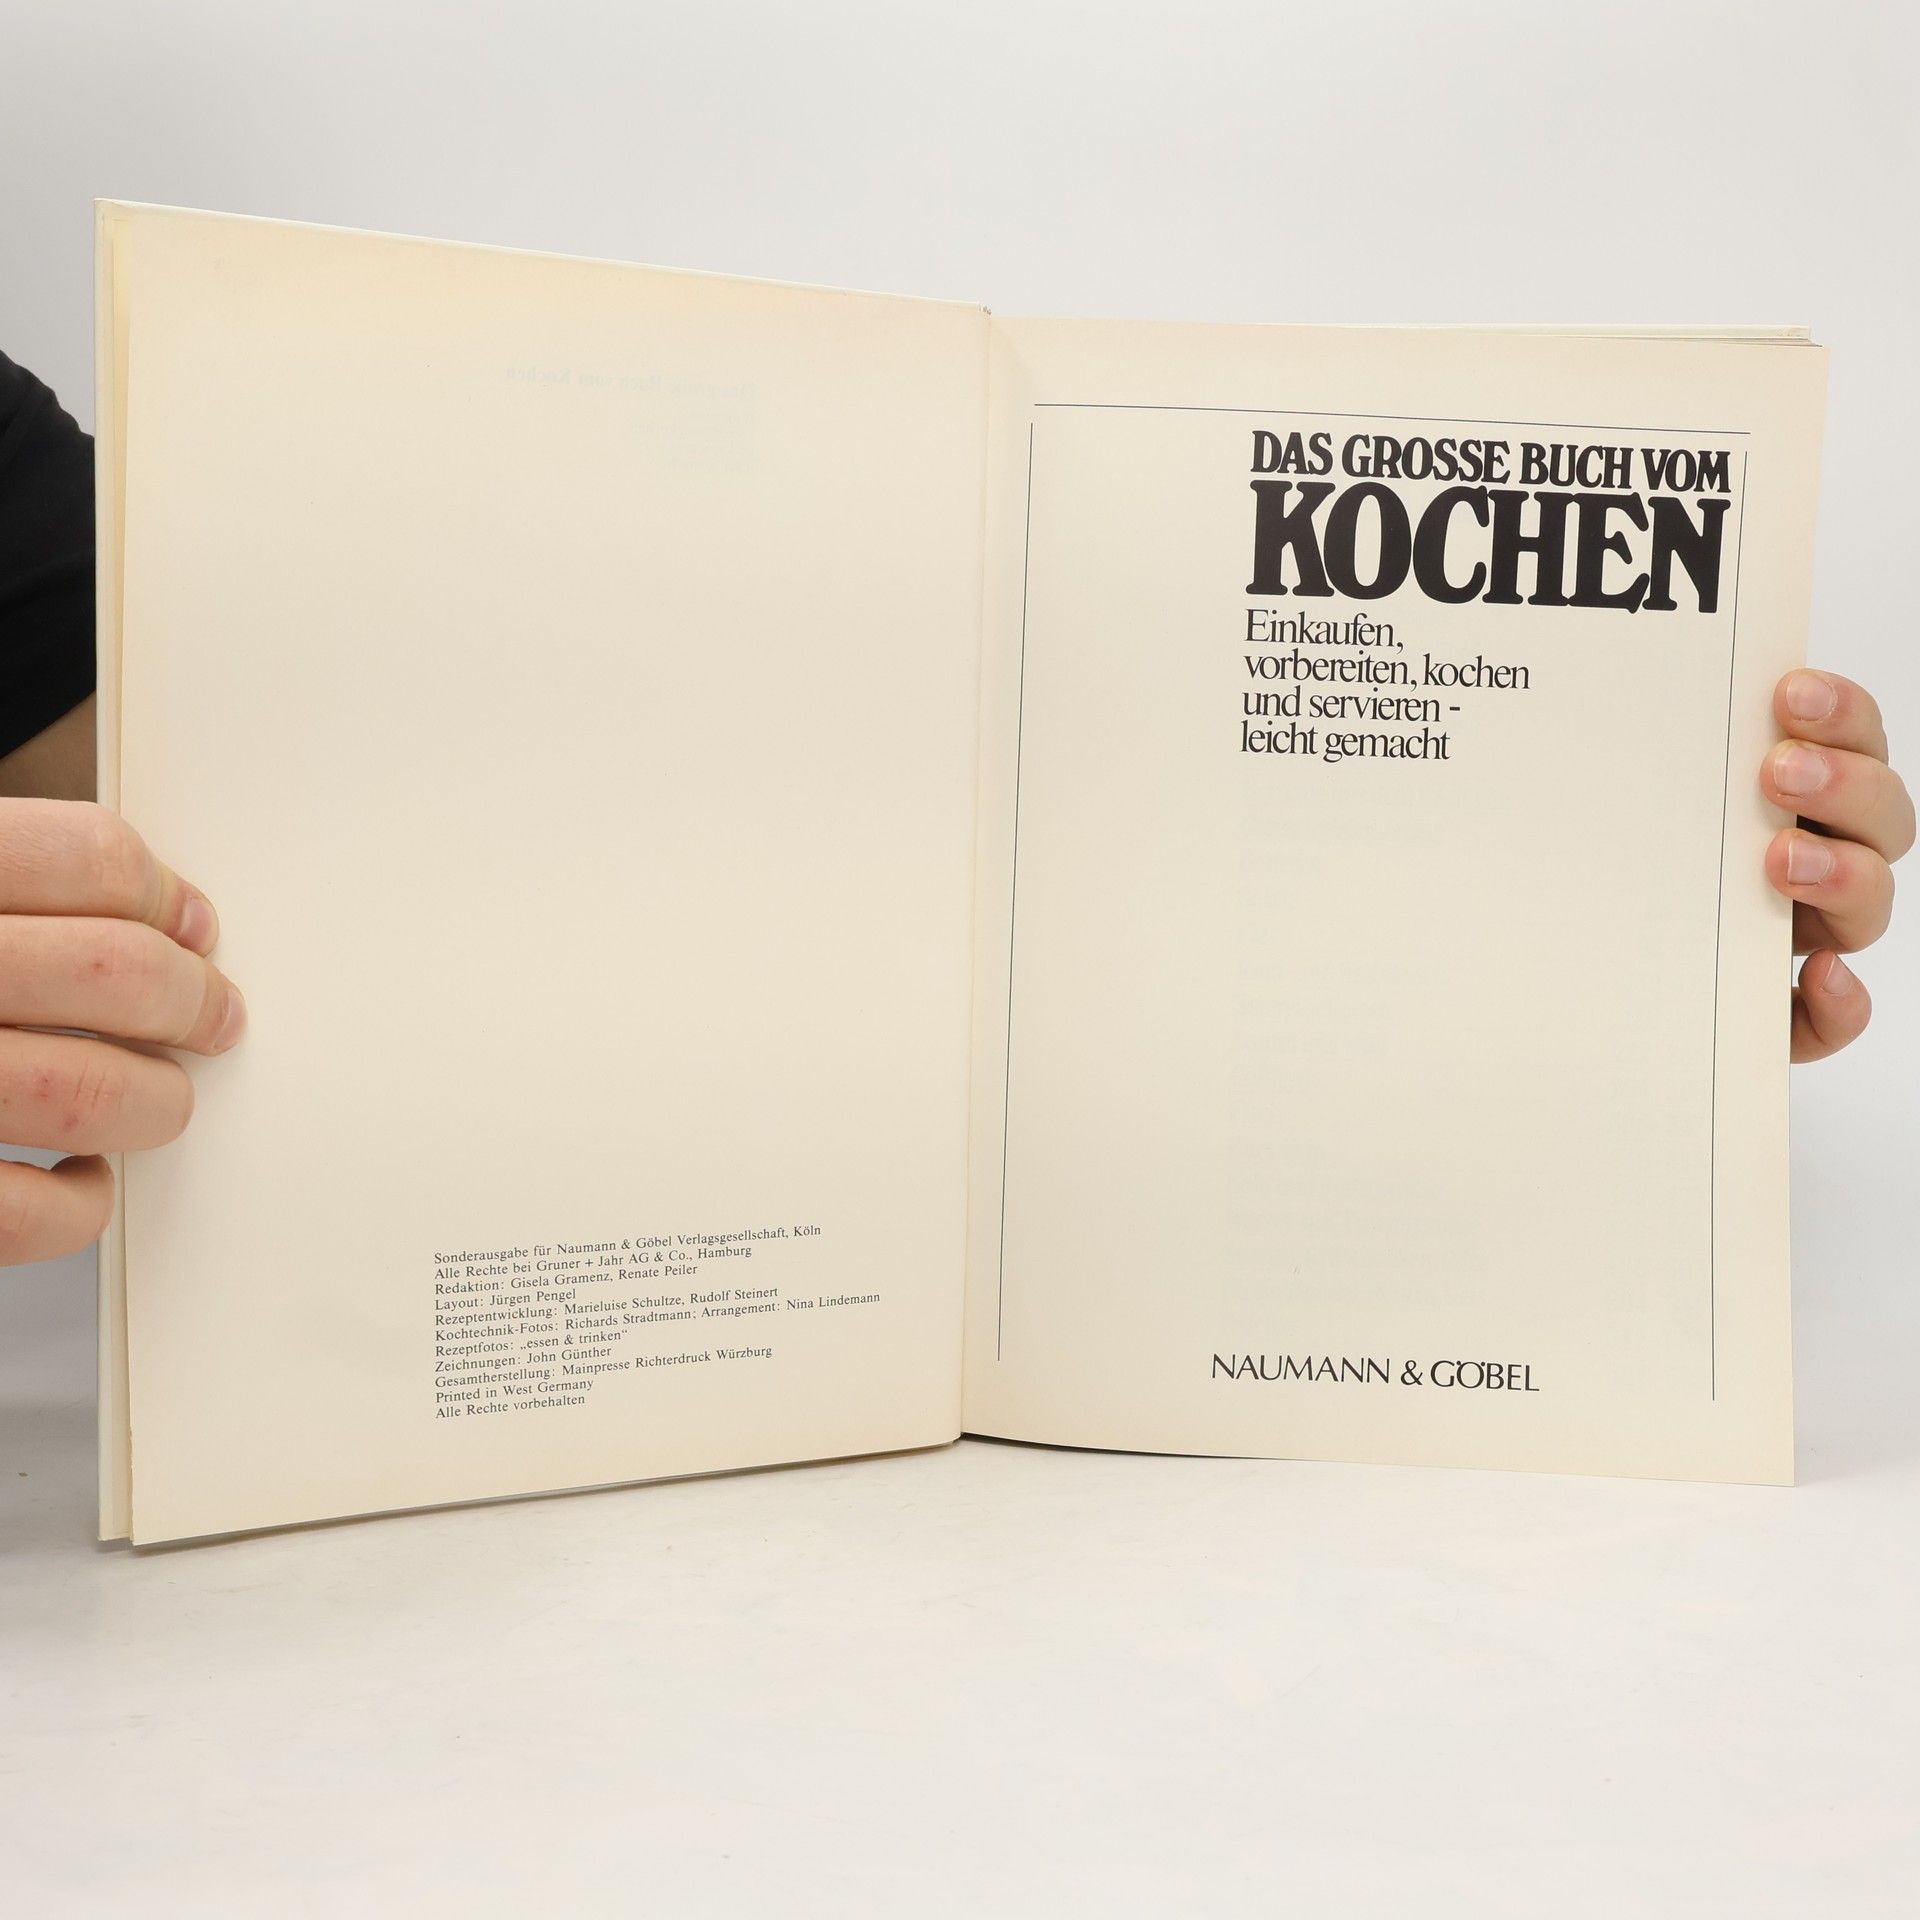 Sonderausgabe für Naumann & Göbel Verlagsgesellschaft, Köln
Alle Rechte bei Gruner + Jahr AG & Co., Hamburg
Redaktion: Gisela Gramenz, Renate Peiler
Layout: Jürgen Pengel
Rezeptentwicklung: Marieluise Schultze, Rudolf Steinert
Kochtechnik-Fotos: Richards Stradtmann; Arrangement: Nina Lindemann
Rezeptfotos: „essen & trinken“
Zeichnungen: John Günther
Gesamtherstellung: Mainpresse Richterdruck Würzburg
Printed in West Germany
Alle Rechte vorbehalten
DAS GROSSE BUCH VOM
KOCHEN
Einkaufen,
vorbereiten, kochen
und servieren -
leicht gemacht
NAUMANN & GÖBEL